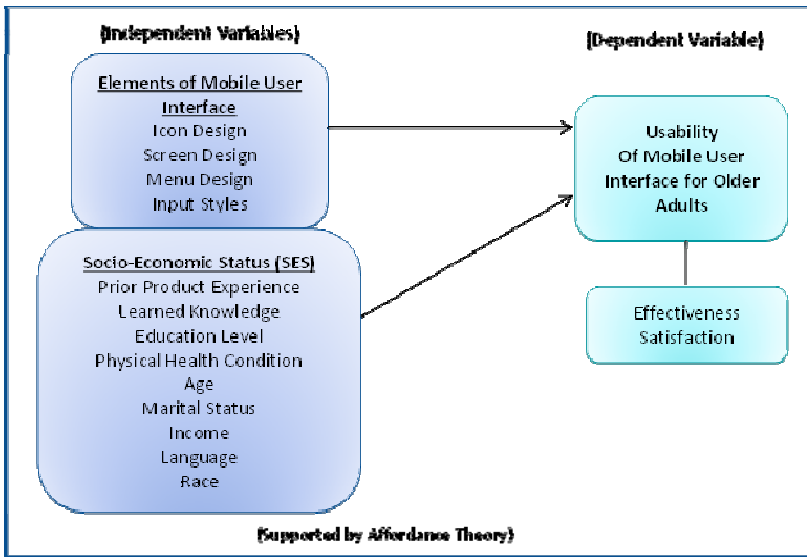 (Independent Variables)
Elements of Mobile User
Interface
Icon Design
Screen Design
Menu Design
Input Styles
Socio-Economic Status (SES)
Prior Product Experience
Learned Knowledge
Education Level
Physical Health Condition
Age
Marital Status
Income
Language
Race
(Dependent Variable)
Usability
Of Mobile User
Interface for Older
Adults
Effectiveness
Satisfaction
(Supported by Affordance Theory)